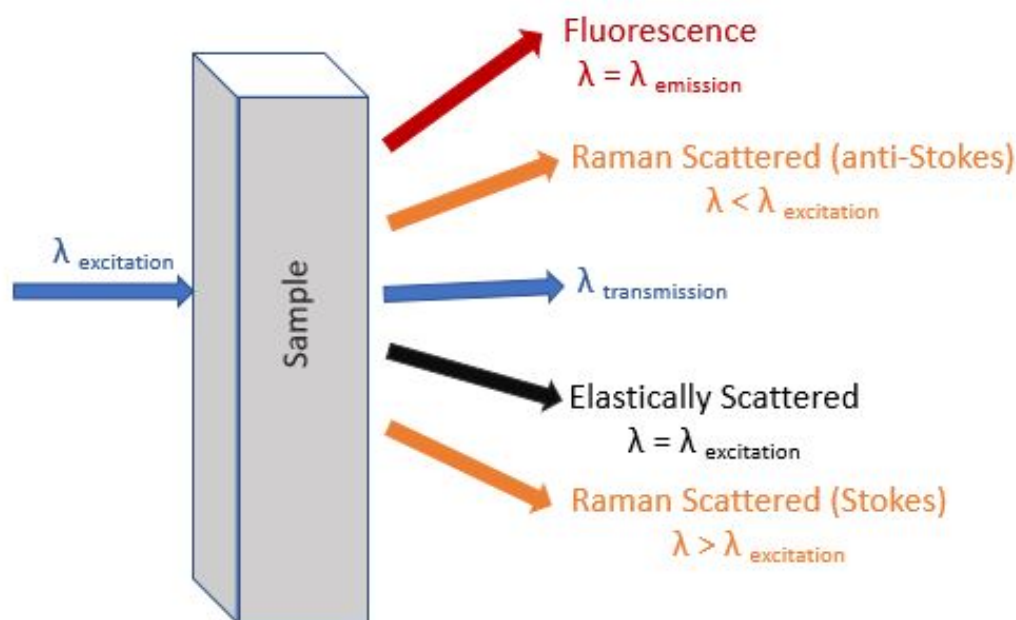 Fluorescence
λ = λ emission
Raman Scattered (anti-Stokes)
λ < λ excitation
λ excitation
Sample
λ transmission
Elastically Scattered
λ = λ excitation
Raman Scattered (Stokes)
λ > λ excitation